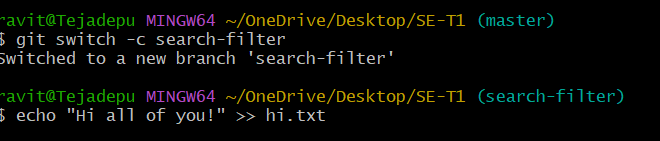 ravit@Tejadepu MINGW64 ~/OneDrive/Desktop/SE-T1 (master)
$ git switch -c search-filter
Switched to a new branch 'search-filter'
ravit@Tejadepu MINGW64 ~/OneDrive/Desktop/SE-T1 (search-filter)
$ echo "Hi all of you!" >> hi.txt